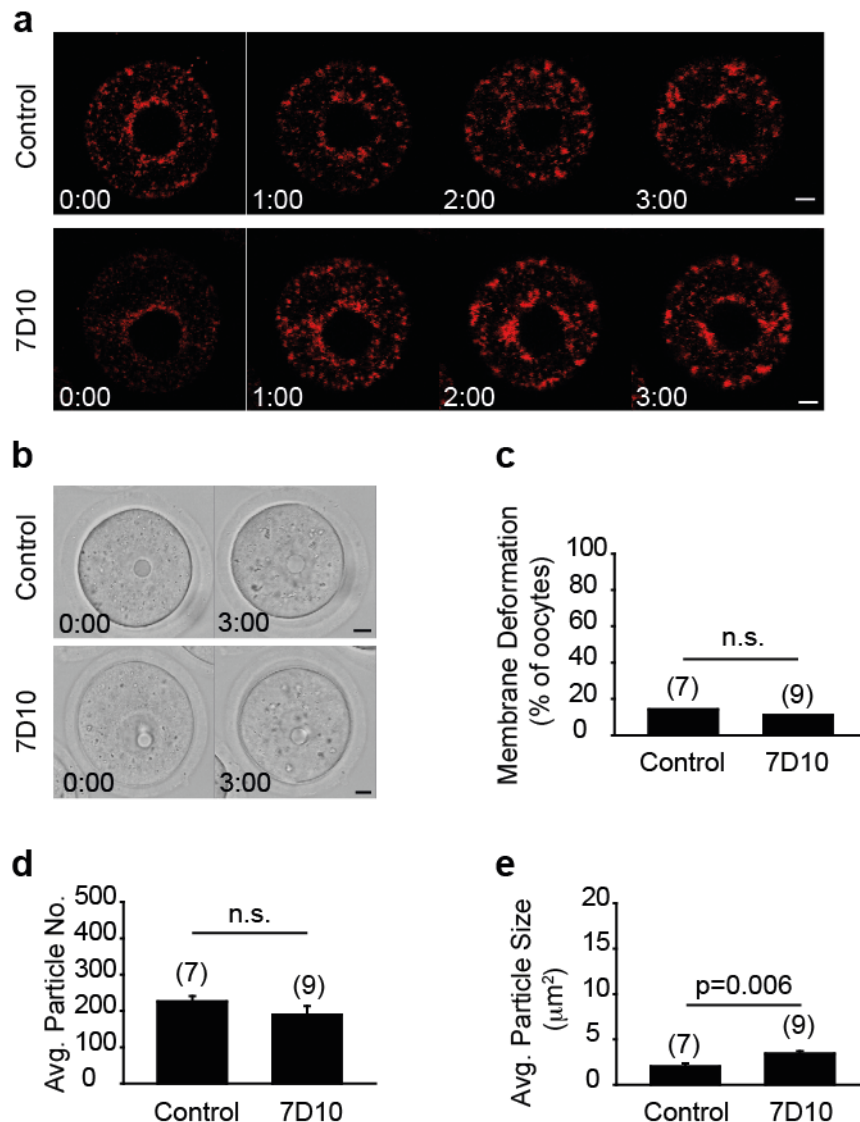 a
Control
0:00 1:00 2:00 3:00
7D10
0:00 1:00 2:00 3:00
b
Control
0:00 3:00
7D10
0:00 3:00
c
Membrane Deformation
(% of oocytes)
100
80
60
40
20
0
n.s.
(7) (9)
Control 7D10
d
Avg. Particle No.
500
400
300
200
100
0
n.s.
(7) (9)
Control 7D10
e
Avg. Particle Size
(μm²)
20
15
10
5
0
p=0.006
(7) (9)
Control 7D10